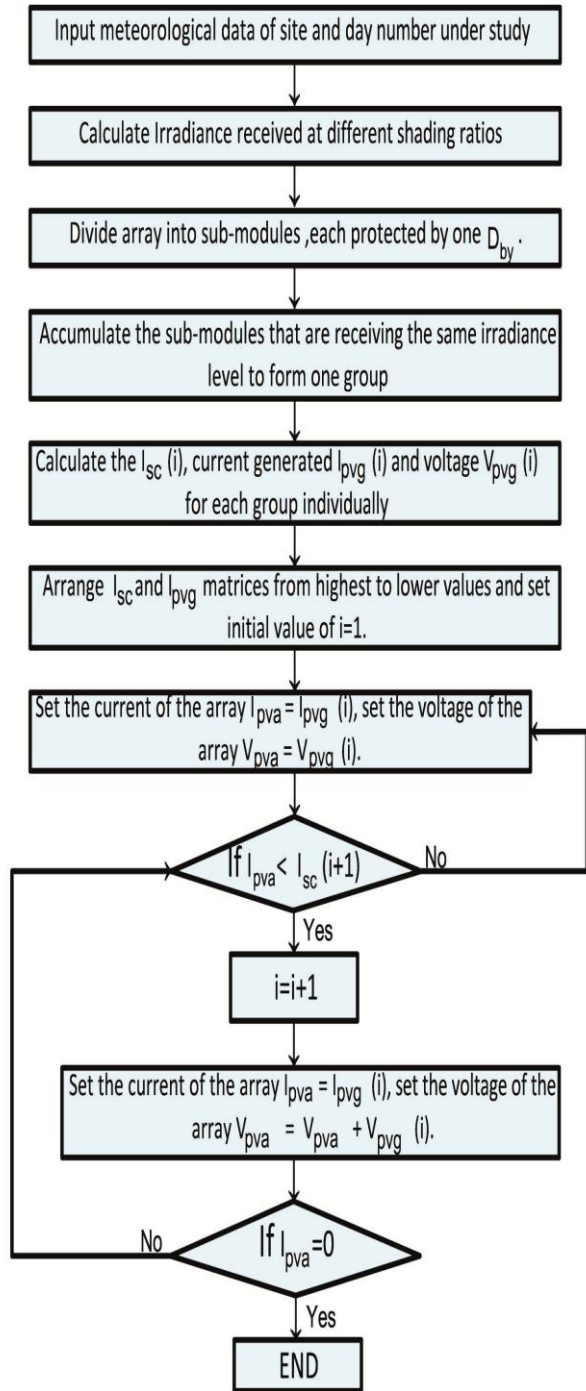 Input meteorological data of site and day number under study
Calculate Irradiance received at different shading ratios
Divide array into sub-modules ,each protected by one D_by .
Accumulate the sub-modules that are receiving the same irradiance
level to form one group
Calculate the I_sc (i), current generated I_pvg (i) and voltage V_pvg (i)
for each group individually
Arrange I_sc and I_pvg matrices from highest to lower values and set
initial value of i=1.
Set the current of the array I_pva = I_pvg (i), set the voltage of the
array V_pva = V_pvg (i).
If I_pva < I_sc (i+1)
No
Yes
i=i+1
Set the current of the array I_pva = I_pvg (i), set the voltage of the
array V_pva = V_pva + V_pvg (i).
No
If I_pva =0
Yes
END